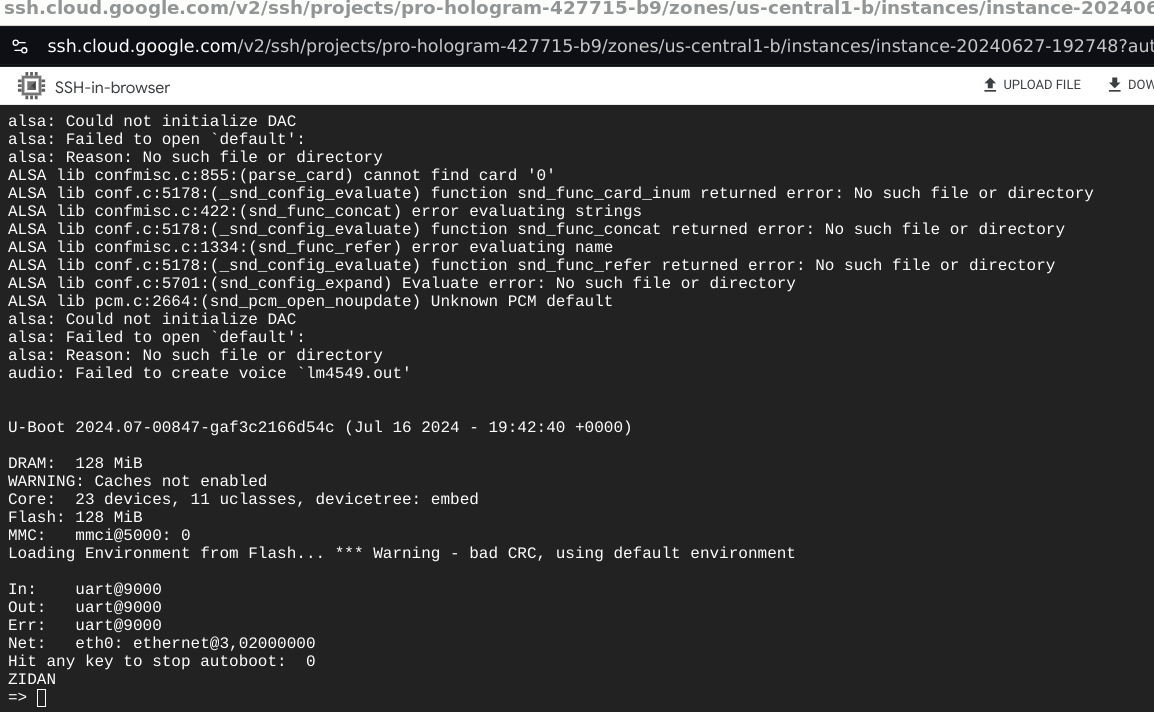 ssh.cloud.google.com/v2/ssh/projects/pro-hologram-427715-b9/zones/us-central1-b/instances/instance-202406
ssh.cloud.google.com/v2/ssh/projects/pro-hologram-427715-b9/zones/us-central1-b/instances/instance-20240627-192748?aut
SSH-in-browser
UPLOAD FILE
DOW
alsa: Could not initialize DAC
alsa: Failed to open `default':
alsa: Reason: No such file or directory
ALSA lib confmisc.c:855:(parse_card) cannot find card '0'
ALSA lib conf.c:5178:(_snd_config_evaluate) function snd_func_card_inum returned error: No such file or directory
ALSA lib confmisc.c:422:(snd_func_concat) error evaluating strings
ALSA lib conf.c:5178:(_snd_config_evaluate) function snd_func_concat returned error: No such file or directory
ALSA lib confmisc.c:1334:(snd_func_refer) error evaluating name
ALSA lib conf.c:5178:(_snd_config_evaluate) function snd_func_refer returned error: No such file or directory
ALSA lib conf.c:5701:(snd_config_expand) Evaluate error: No such file or directory
ALSA lib pcm.c:2664:(snd_pcm_open_noupdate) Unknown PCM default
alsa: Could not initialize DAC
alsa: Failed to open `default':
alsa: Reason: No such file or directory
audio: Failed to create voice `lm4549.out'
U-Boot 2024.07-00847-gaf3c2166d54c (Jul 16 2024 - 19:42:40 +0000)
DRAM:  128 MiB
WARNING: Caches not enabled
Core:  23 devices, 11 uclasses, devicetree: embed
Flash: 128 MiB
MMC:   mmci@5000: 0
Loading Environment from Flash... *** Warning - bad CRC, using default environment
In:    uart@9000
Out:   uart@9000
Err:   uart@9000
Net:   eth0: ethernet@3,02000000
Hit any key to stop autoboot:  0
ZIDAN
=>